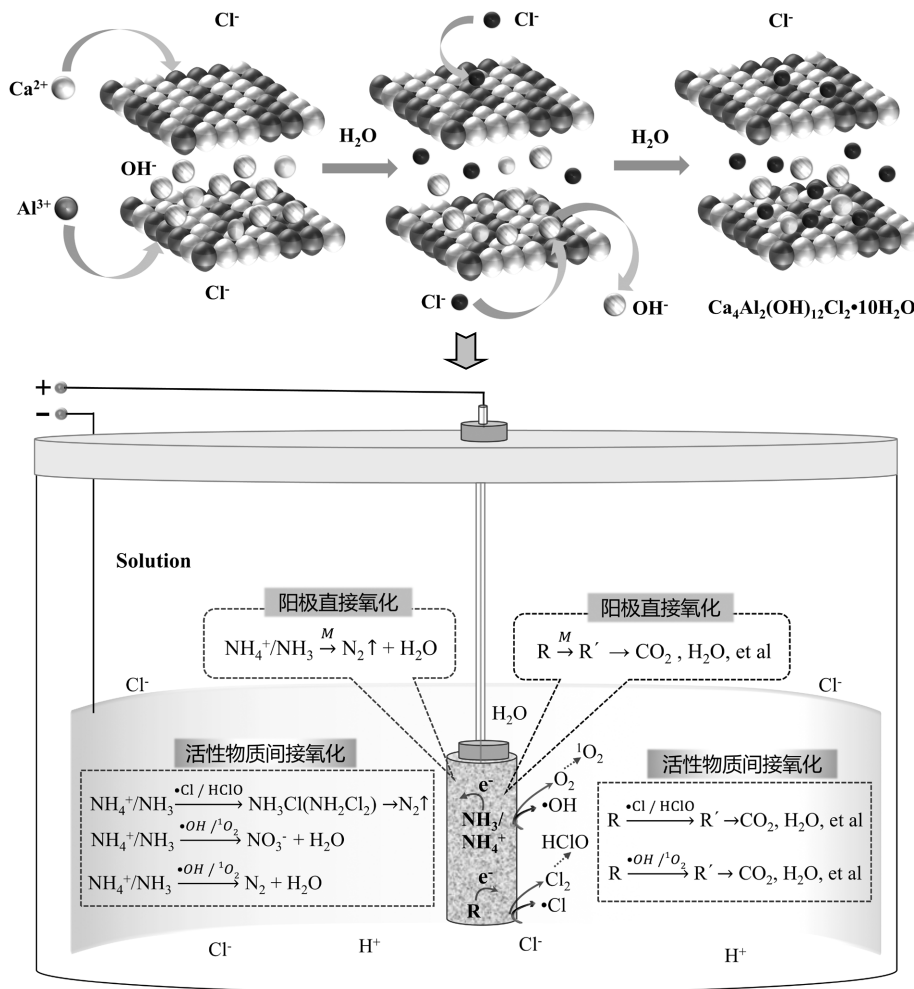 Cl⁻ Cl⁻ Cl⁻
Ca²⁺
H₂O H₂O
OH⁻
Al³⁺
Cl⁻
Cl⁻ OH⁻ Ca₄Al₂(OH)₁₂Cl₂•10H₂O
+
−
Solution
阳极直接氧化
NH₄⁺/NH₃ —M→ N₂↑ + H₂O
阳极直接氧化
R —M→ R´ → CO₂ , H₂O, et al
Cl⁻ Cl⁻
H₂O
活性物质间接氧化
NH₄⁺/NH₃ —•Cl / HClO→ NH₃Cl(NH₂Cl₂) →N₂↑
NH₄⁺/NH₃ —•OH / ¹O₂→ NO₃⁻ + H₂O
NH₄⁺/NH₃ —•OH / ¹O₂→ N₂ + H₂O
e⁻
NH₃/
NH₄⁺
e⁻
R
¹O₂
O₂
•OH
HClO
Cl₂
•Cl
活性物质间接氧化
R —•Cl / HClO→ R´ →CO₂, H₂O, et al
R —•OH / ¹O₂→ R´ →CO₂, H₂O, et al
Cl⁻ H⁺ Cl⁻ H⁺